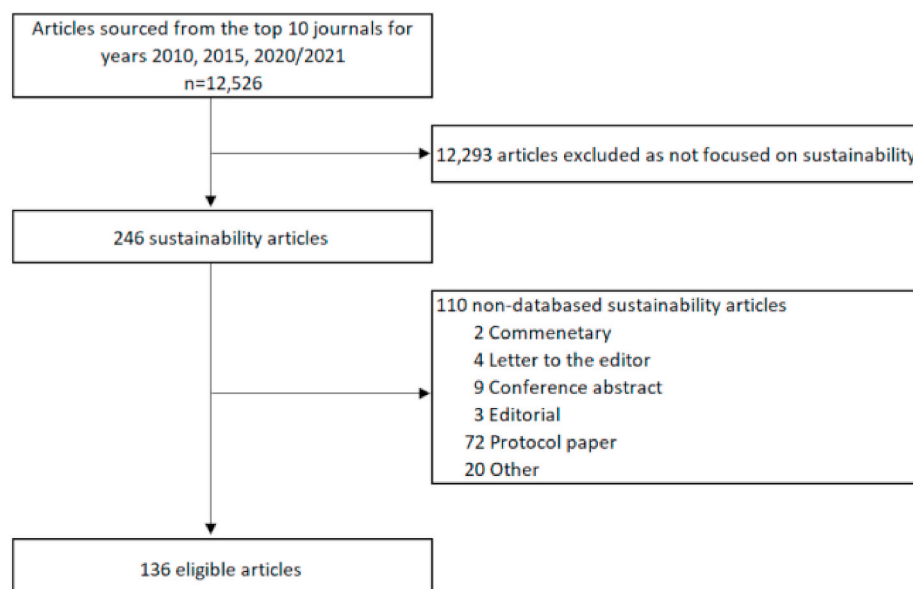 Articles sourced from the top 10 journals for
years 2010, 2015, 2020/2021
n=12,526
12,293 articles excluded as not focused on sustainability
246 sustainability articles
110 non-databased sustainability articles
2 Commenetary
4 Letter to the editor
9 Conference abstract
3 Editorial
72 Protocol paper
20 Other
136 eligible articles